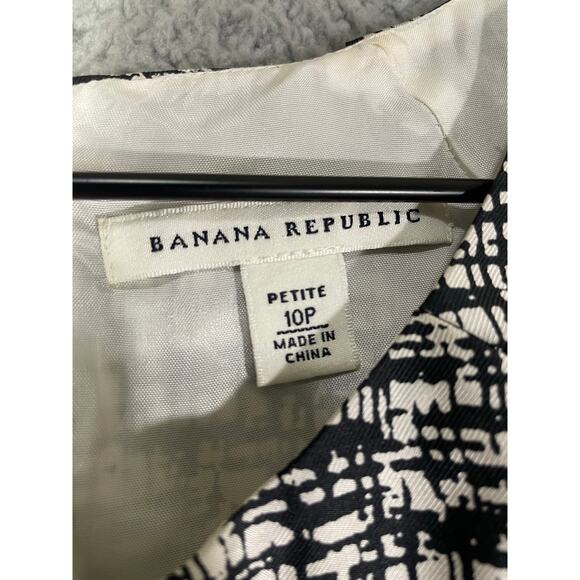 BANANA REPUBLIC
PETITE
10P
MADE IN
CHINA